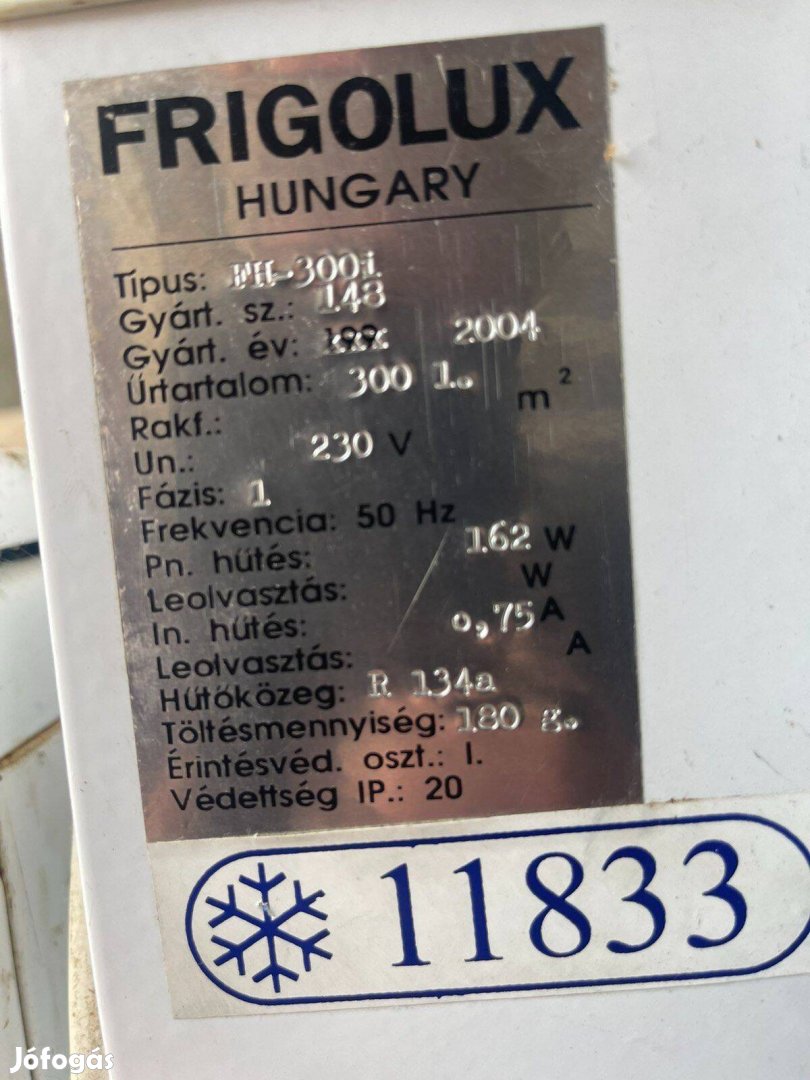 FRIGOLUX
HUNGARY
Típus: FH-300i
Gyárt. sz.: 148
Gyárt. év: 199 2004
Űrtartalom: 300 l.
Rakf.: m²
Un.: 230 V
Fázis: 1
Frekvencia: 50 Hz
Pn. hűtés: 162 W
Leolvasztás: W
In. hűtés: 0,75 A
Leolvasztás: A
Hűtőközeg: R 134a
Töltésmennyiség: 180 g.
Érintésvéd. oszt.: I.
Védettség IP.: 20
11833
Jófogás